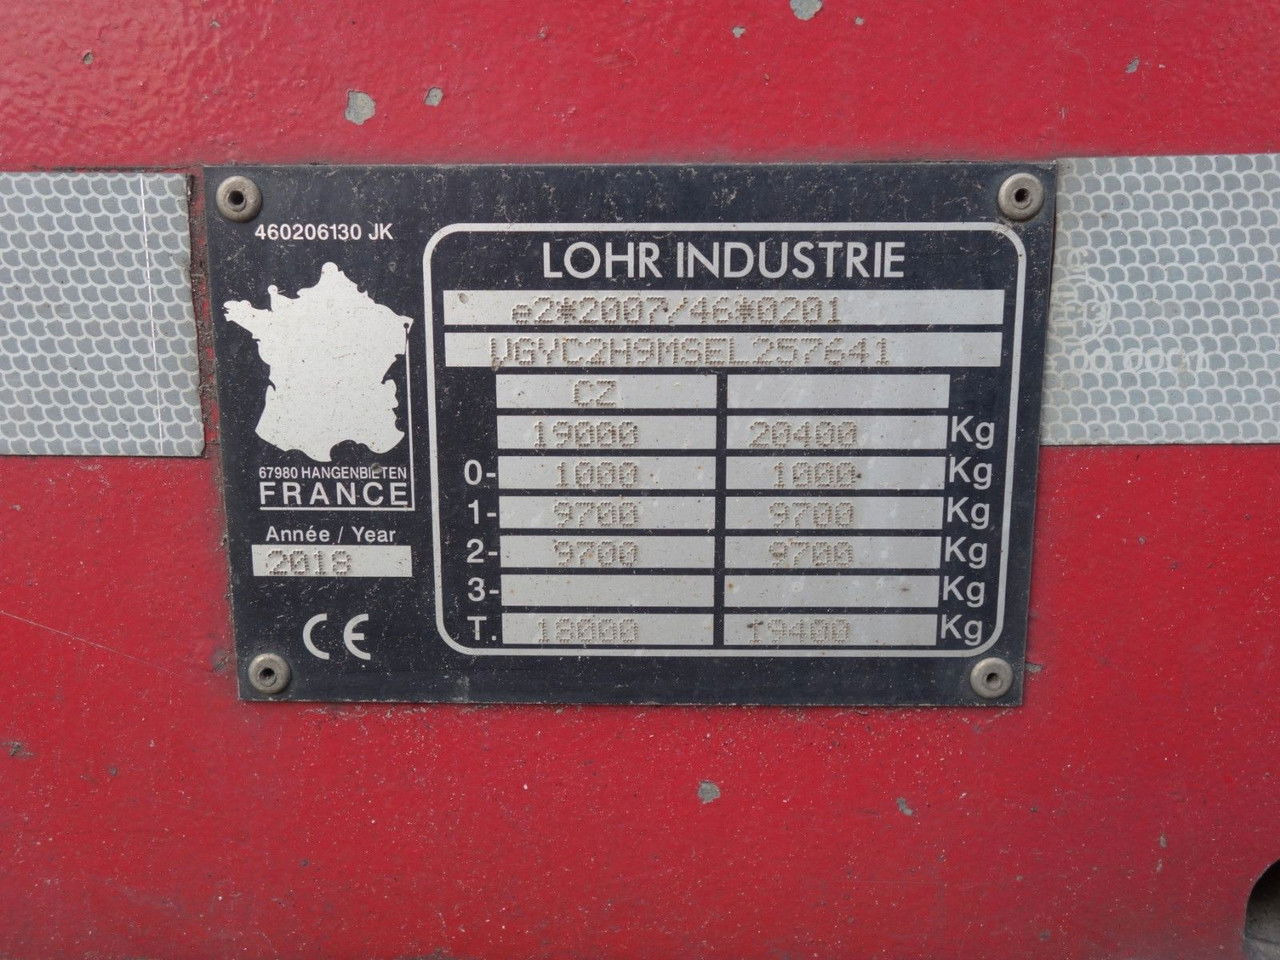 460206130 JK
LOHR INDUSTRIE
e2*2007/46*0201
VGVC2H9MSEL257641
CZ
19000 20400 Kg
0- 1000 1000 Kg
1- 9700 9700 Kg
2- 9700 9700 Kg
3- Kg
T. 18000 19400 Kg
67980 HANGENBIETEN
FRANCE
Année / Year
2018
CE